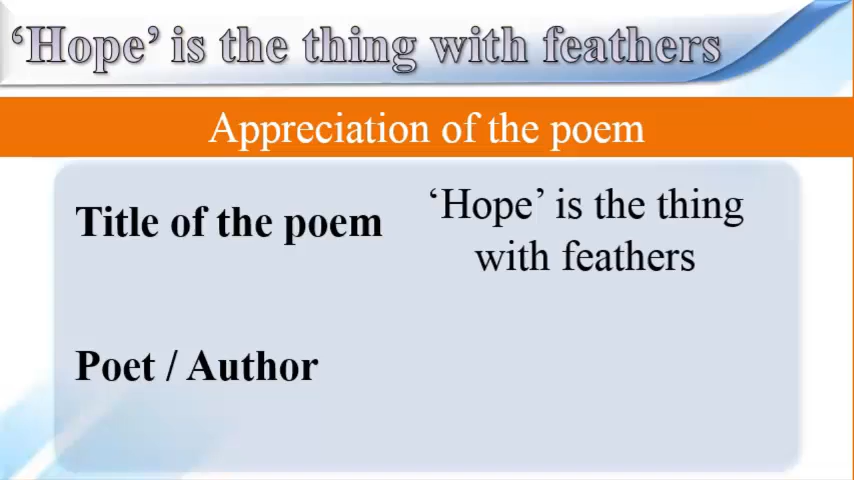 ‘Hope’ is the thing with feathers
Appreciation of the poem
Title of the poem
‘Hope’ is the thing
with feathers
Poet / Author